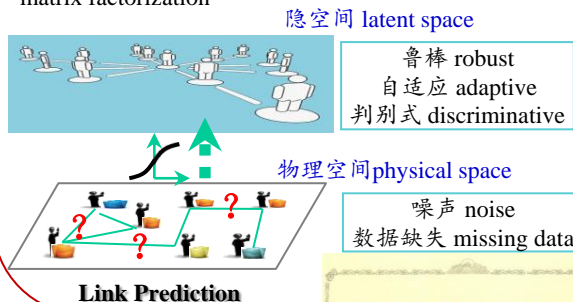 matrix factorization
隐空间 latent space
鲁棒 robust
自适应 adaptive
判别式 discriminative
物理空间physical space
? ? ?
噪声 noise
数据缺失 missing data
Link Prediction